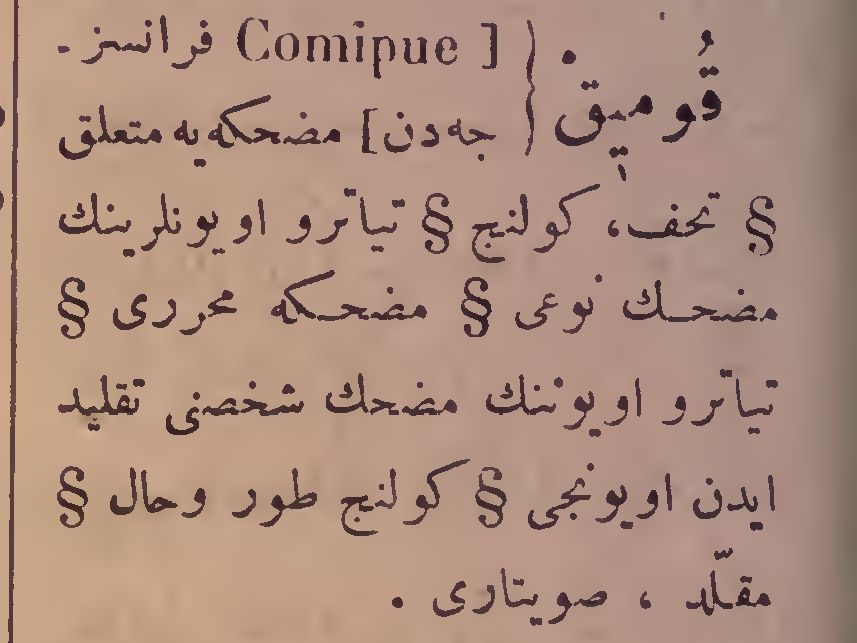 قُوميق { [ Comipue فرانسز-
جه دن] مضحكه‌يه متعلق
§ تحف، كولنج § تياترو اويونلرينك
مضحك نوعى § مضحكه محررى §
تياترو اويوننك مضحك شخصنى تقليد
ايدن اويونجى § كولنج طور وحال §
مقلّد ، صويتارى .